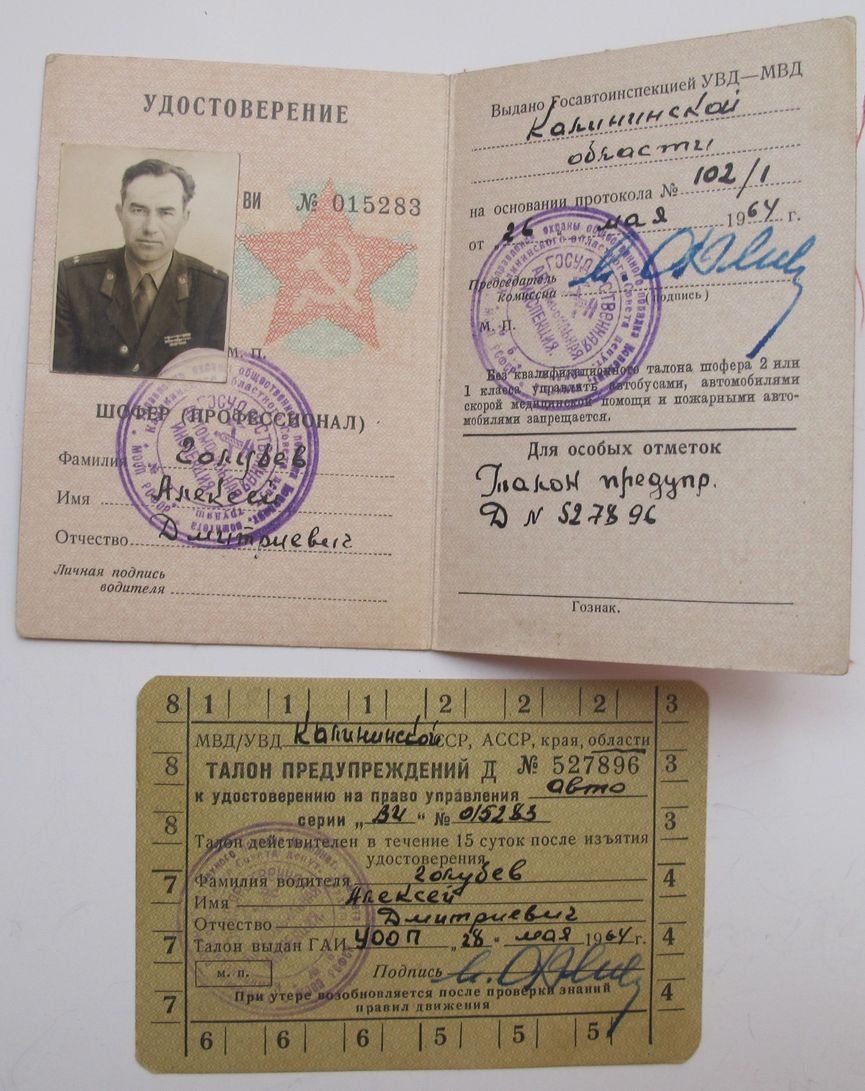 УДОСТОВЕРЕНИЕ
ВИ № 015283
М. П.
ШОФЕР (ПРОФЕССИОНАЛ)
Фамилия Голубев
Имя Алексей
Отчество Дмитриевич
Личная подпись
водителя
Выдано Госавтоинспекцией УВД—МВД
Калининской
области
на основании протокола № 102/1
от „26 мая 1964 г.
Председатель
комиссии
(подпись)
М. П.
Без квалификационного талона шофера 2 или
1 класса управлять автобусами, автомобилями
скорой медицинской помощи и пожарными авто-
мобилями запрещается.
Для особых отметок
Талон предупр.
Д N 527896
Гознак.
8 1 1 1 2 2 2 3
МВД/УВД Калининской ССР, АССР, края, области
8 ТАЛОН ПРЕДУПРЕЖДЕНИЙ Д № 527896 3
к удостоверению на право управления авто
серии „ВИ“ № 015283
8 3
Талон действителен в течение 15 суток после изъятия
удостоверения
7 Фамилия водителя Голубев 4
Имя Алексей
Отчество Дмитриевич
7 Талон выдан ГАИ УООП „28“ мая 1964 г. 4
м. п. Подпись
7 При утере возобновляется после проверки знаний 4
правил движения
6 6 6 5 5 5